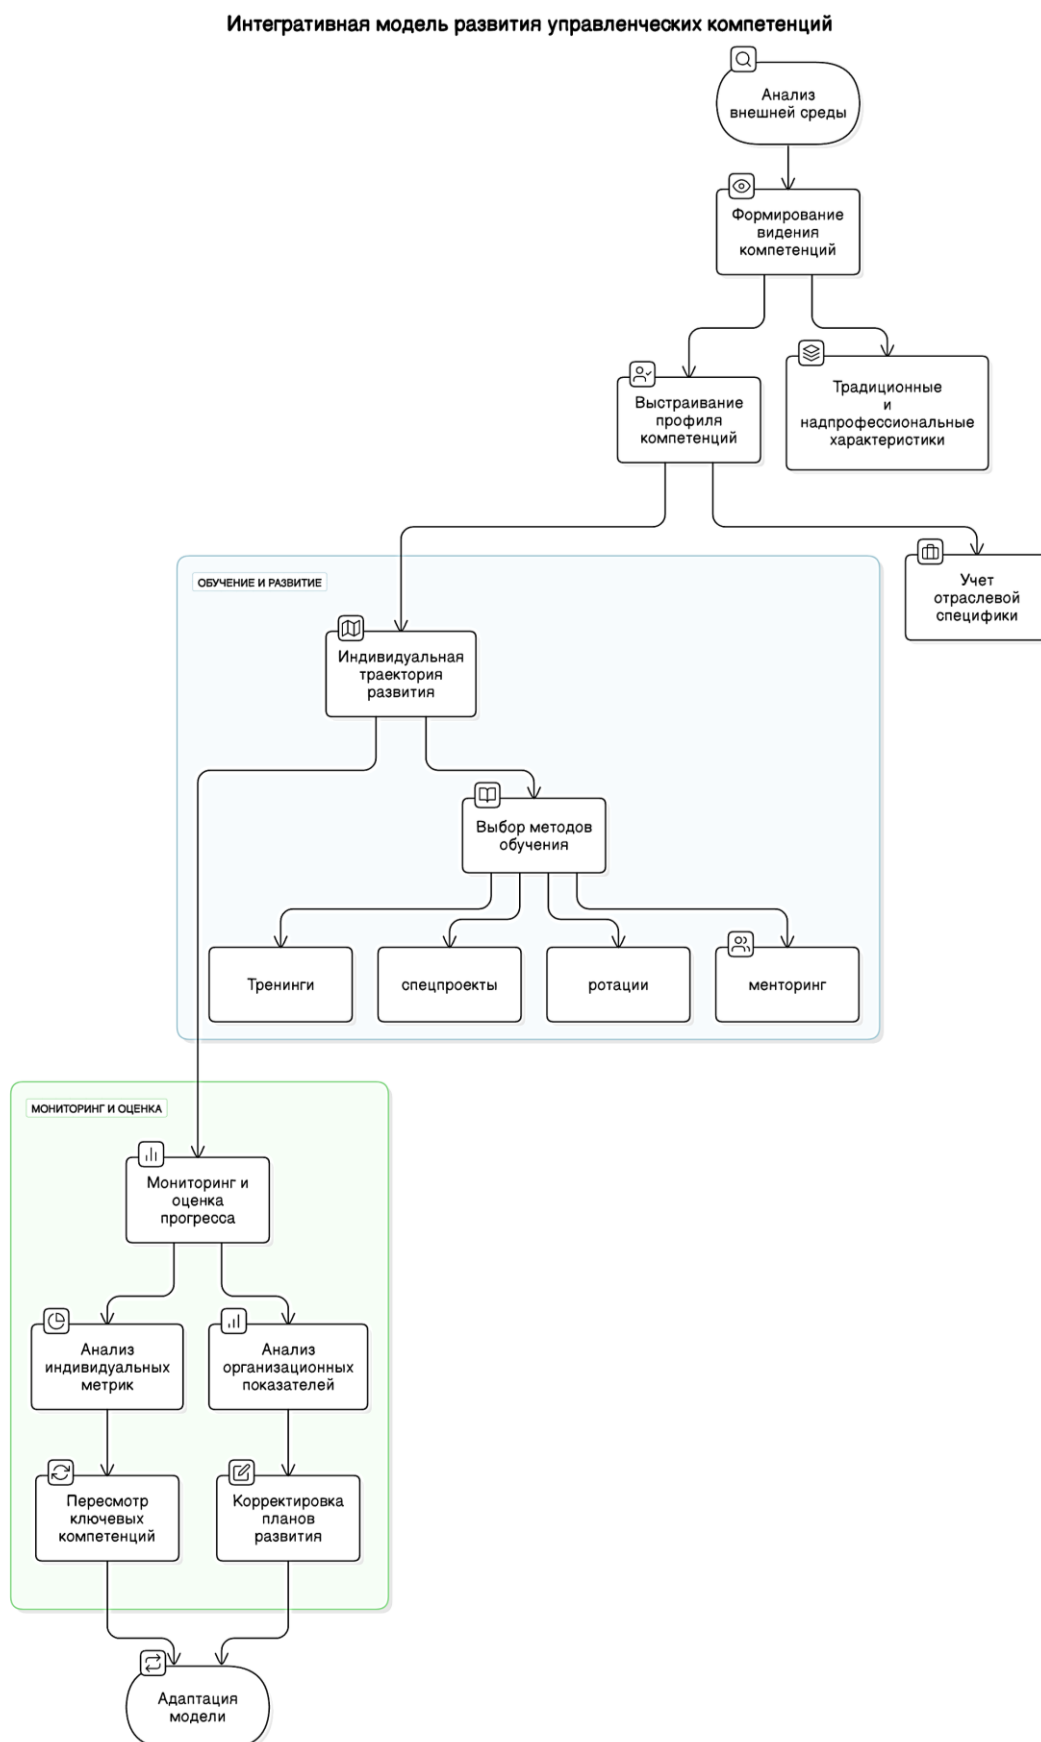 Интегративная модель развития управленческих компетенций
Анализ
внешней среды
Формирование
видения
компетенций
Выстраивание
профиля
компетенций
Традиционные
и
надпрофессиональные
характеристики
Учет
отраслевой
специфики
ОБУЧЕНИЕ И РАЗВИТИЕ
Индивидуальная
траектория
развития
Выбор методов
обучения
Тренинги
спецпроекты
ротации
менторинг
МОНИТОРИНГ И ОЦЕНКА
Мониторинг и
оценка
прогресса
Анализ
индивидуальных
метрик
Анализ
организационных
показателей
Пересмотр
ключевых
компетенций
Корректировка
планов
развития
Адаптация
модели